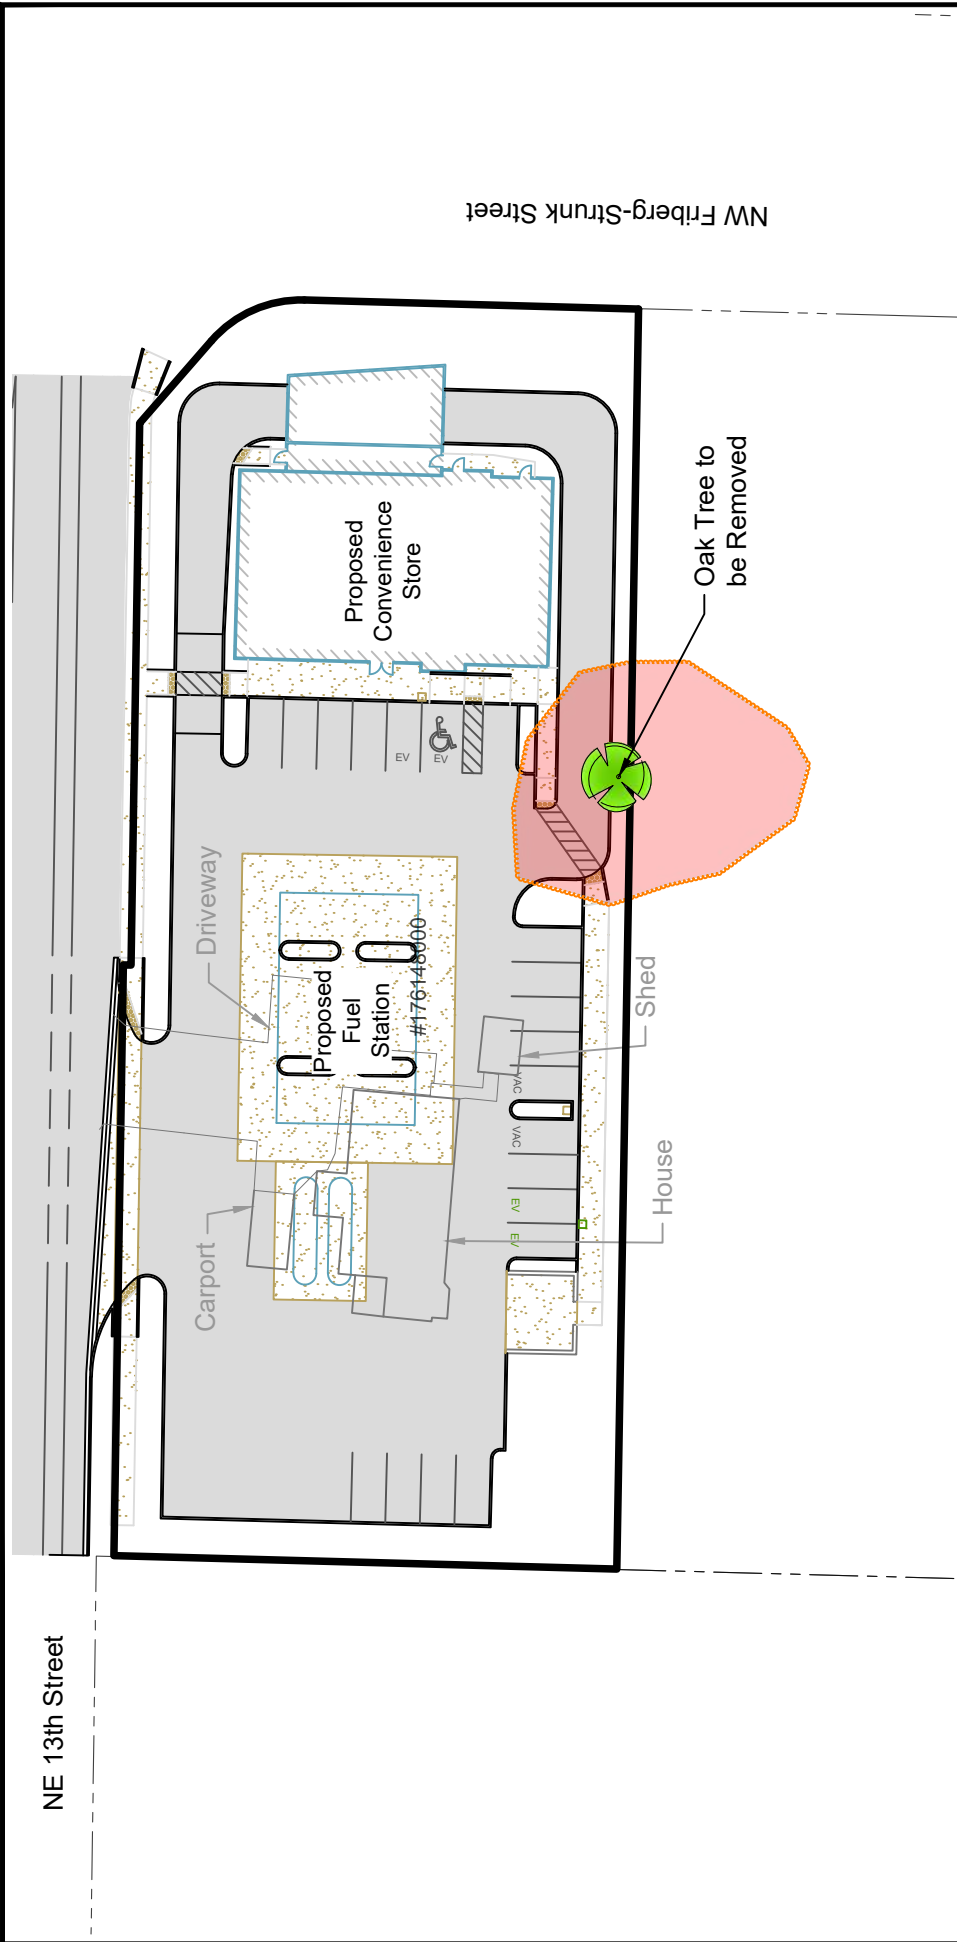 NW Friberg-Strunk Street
Oak Tree to
be Removed
Proposed
Convenience
Store
EV
EV
Driveway
#176148000
Proposed
Fuel
Station
Shed
VAC
VAC
House
EV
EV
Carport
NE 13th Street